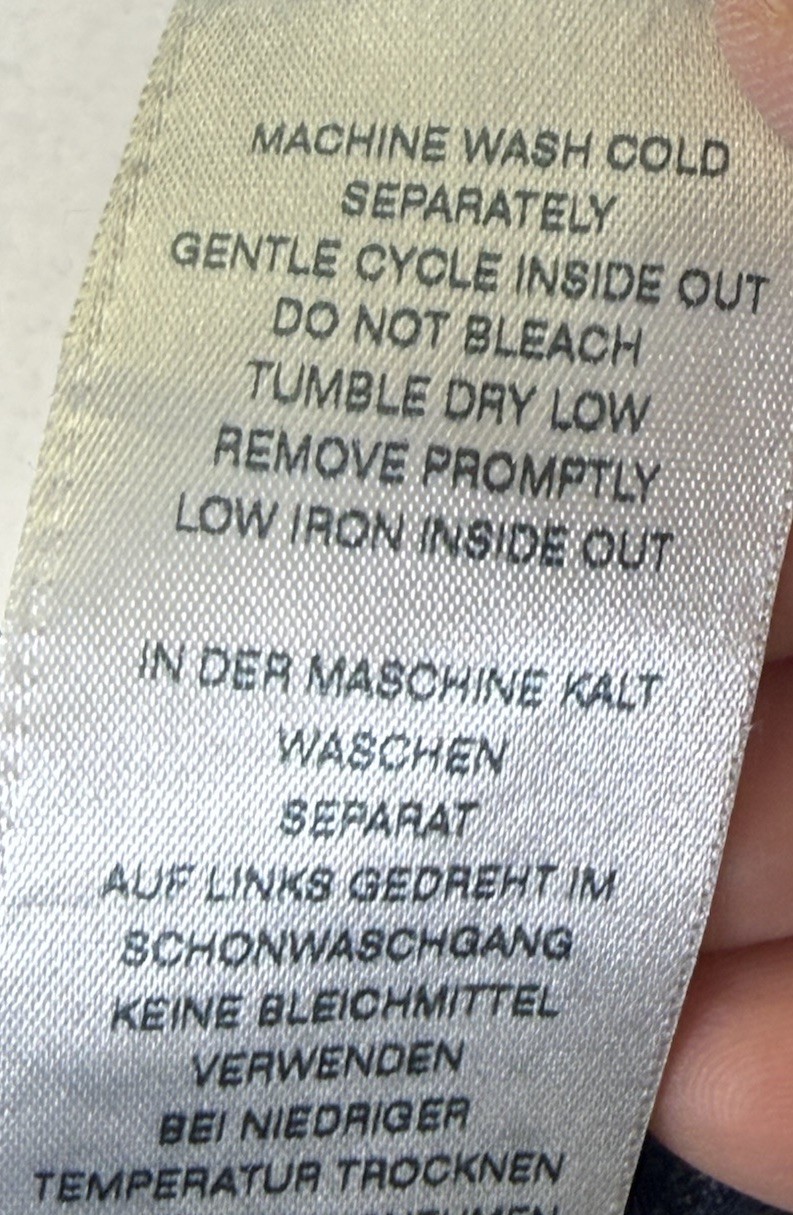 MACHINE WASH COLD
SEPARATELY
GENTLE CYCLE INSIDE OUT
DO NOT BLEACH
TUMBLE DRY LOW
REMOVE PROMPTLY
LOW IRON INSIDE OUT
IN DER MASCHINE KALT
WASCHEN
SEPARAT
AUF LINKS GEDREHT IM
SCHONWASCHGANG
KEINE BLEICHMITTEL
VERWENDEN
BEI NIEDRIGER
TEMPERATUR TROCKNEN